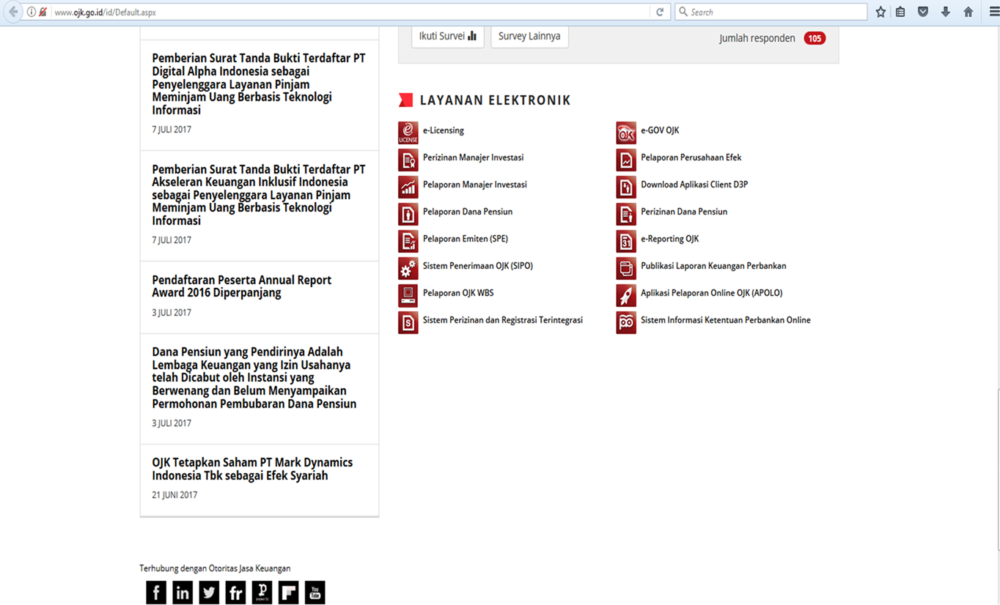 www.ojk.go.id/id/Default.aspx
Search
Pemberian Surat Tanda Bukti Terdaftar PT
Digital Alpha Indonesia sebagai
Penyelenggara Layanan Pinjam
Meminjam Uang Berbasis Teknologi
Informasi
7 JULI 2017
Pemberian Surat Tanda Bukti Terdaftar PT
Akseleran Keuangan Inklusif Indonesia
sebagai Penyelenggara Layanan Pinjam
Meminjam Uang Berbasis Teknologi
Informasi
7 JULI 2017
Pendaftaran Peserta Annual Report
Award 2016 Diperpanjang
3 JULI 2017
Dana Pensiun yang Pendirinya Adalah
Lembaga Keuangan yang Izin Usahanya
telah Dicabut oleh Instansi yang
Berwenang dan Belum Menyampaikan
Permohonan Pembubaran Dana Pensiun
3 JULI 2017
OJK Tetapkan Saham PT Mark Dynamics
Indonesia Tbk sebagai Efek Syariah
21 JUNI 2017
Ikuti Survei
Survey Lainnya
Jumlah responden 105
LAYANAN ELEKTRONIK
LICENSE e-Licensing
OJK e-GOV OJK
Perizinan Manajer Investasi
Pelaporan Perusahaan Efek
Pelaporan Manajer Investasi
Download Aplikasi Client D3P
Pelaporan Dana Pensiun
Perizinan Dana Pensiun
Pelaporan Emiten (SPE)
31 e-Reporting OJK
Sistem Penerimaan OJK (SIPO)
Publikasi Laporan Keuangan Perbankan
Pelaporan OJK WBS
Aplikasi Pelaporan Online OJK (APOLO)
S Sistem Perizinan dan Registrasi Terintegrasi
Sistem Informasi Ketentuan Perbankan Online
Terhubung dengan Otoritas Jasa Keuangan
f in fr You Tube